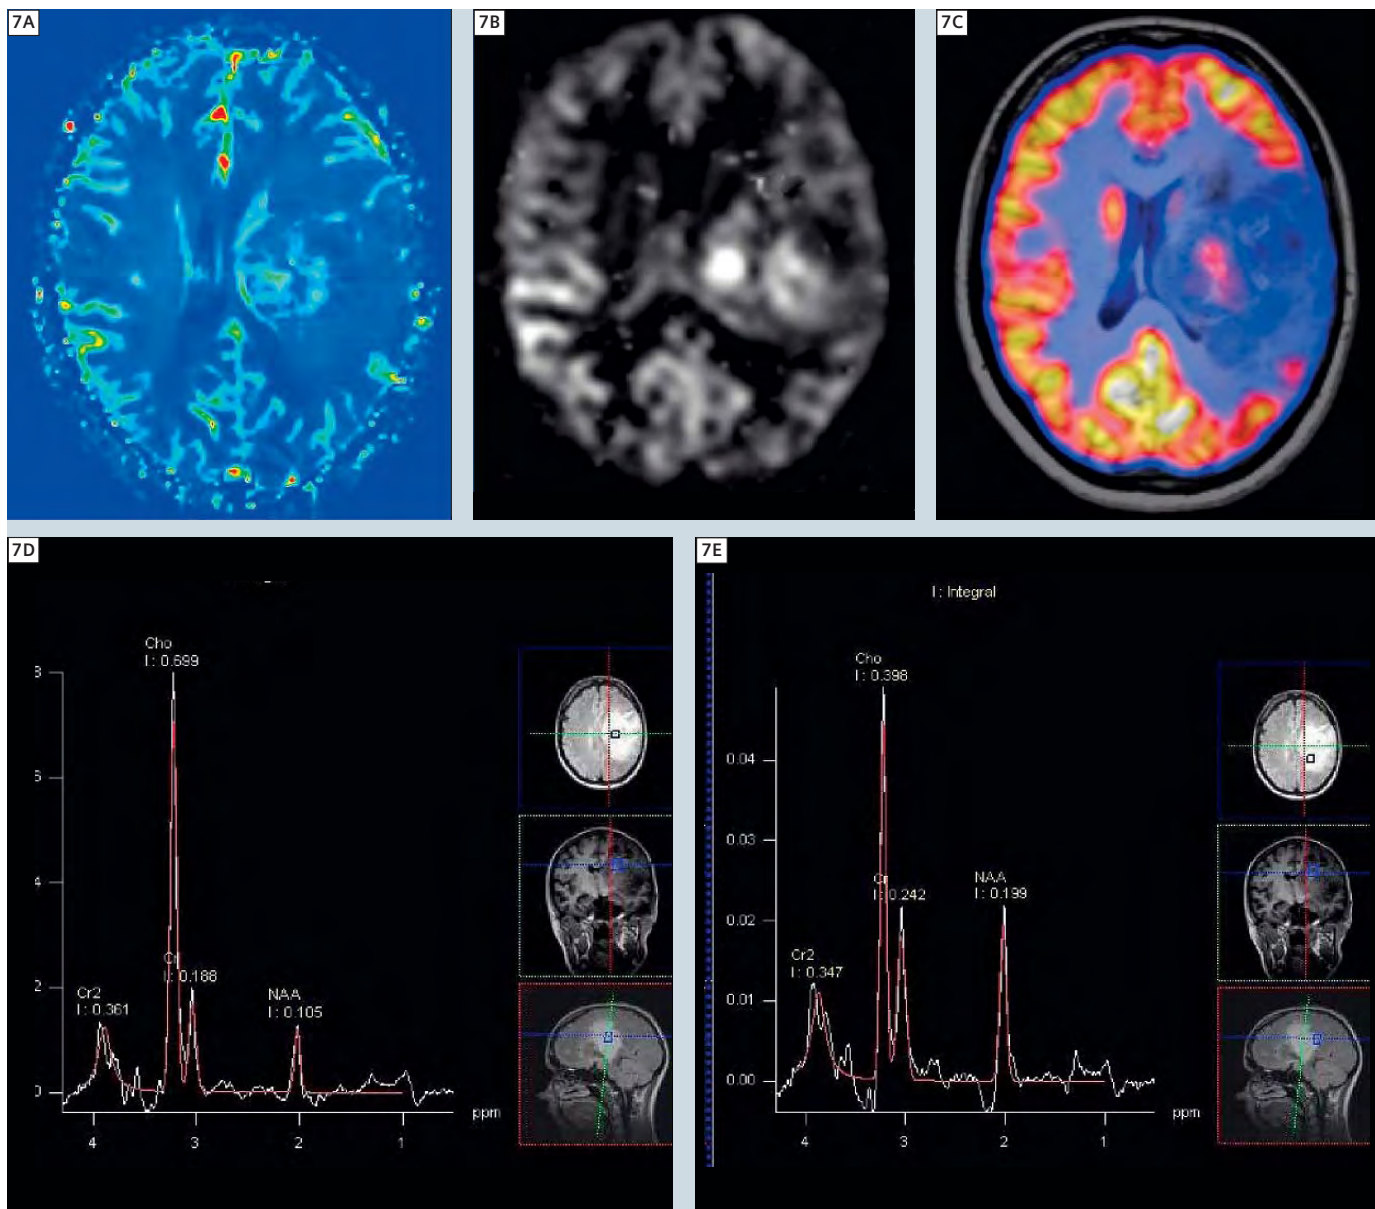 7A
7B
7C
7D
Cho
I : 0.699
8
6
4
2
0
Cr
I : 0.188
Cr2
I : 0.361
NAA
I : 0.105
ppm
4 3 2 1
7E
I : Integral
Cho
I : 0.398
0.04
0.03
0.02
0.01
0.00
I : 0.242
NAA
I : 0.199
Cr2
I : 0.347
ppm
4 3 2 1